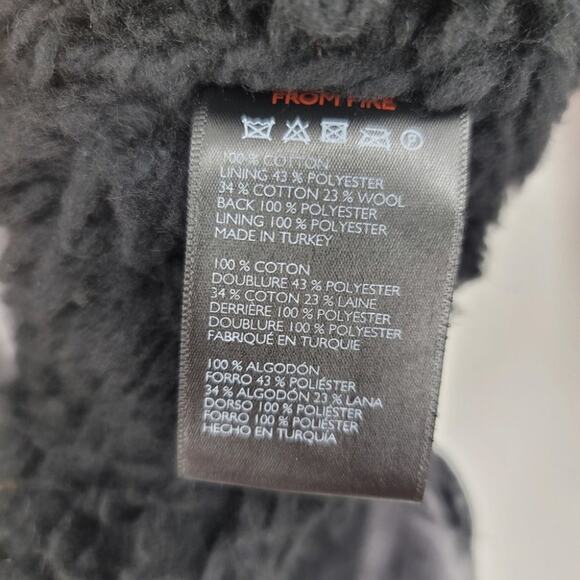 FROM FIRE
P
100 % COTTON
LINING 43 % POLYESTER
34 % COTTON 23 % WOOL
BACK 100 % POLYESTER
LINING 100 % POLYESTER
MADE IN TURKEY
100 % COTON
DOUBLURE 43 % POLYESTER
34 % COTON 23 % LAINE
DERRIÈRE 100 % POLYESTER
DOUBLURE 100 % POLYESTER
FABRIQUÉ EN TURQUIE
100 % ALGODÓN
FORRO 43 % POLIÉSTER
34 % ALGODÓN 23 % LANA
DORSO 100 % POLIÉSTER
FORRO 100 % POLIÉSTER
HECHO EN TURQUÍA